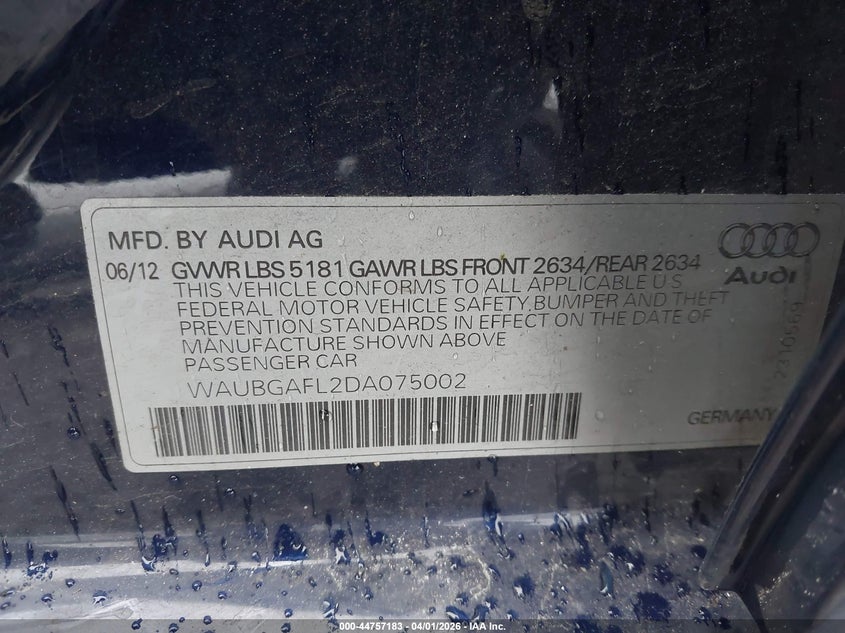 MFD. BY AUDI AG
06/12 GVWR LBS 5181 GAWR LBS FRONT 2634/REAR 2634
THIS VEHICLE CONFORMS TO ALL APPLICABLE U S
FEDERAL MOTOR VEHICLE SAFETY, BUMPER AND THEFT
PREVENTION STANDARDS IN EFFECT ON THE DATE OF
MANUFACTURE SHOWN ABOVE
PASSENGER CAR
WAUBGAFL2DA075002
Audi
2310569
GERMANY
000-44757183 - 04/01/2026 - IAA Inc.